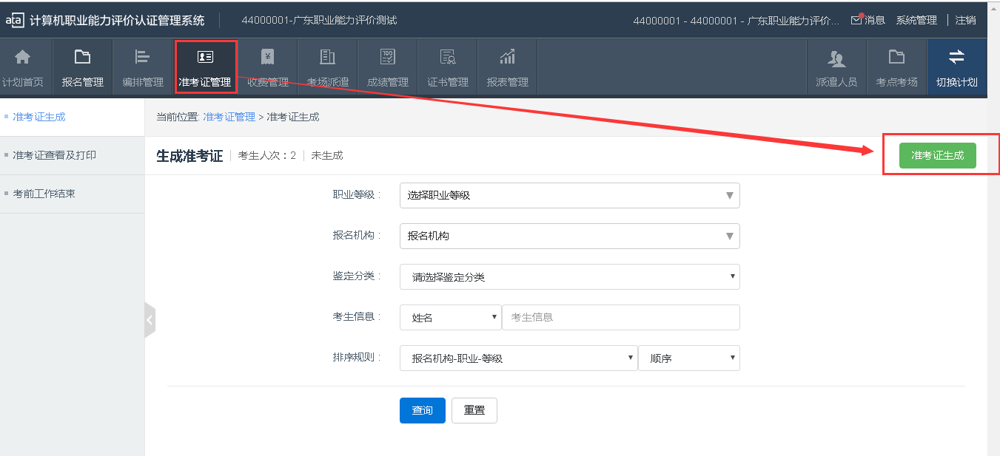 ata 计算机职业能力评价认证管理系统 44000001-广东职业能力评价测试 44000001 - 44000001 - 广东职业能力评价... 消息 系统管理 注销
计划首页 报名管理 编排管理 准考证管理 收费管理 考场派遣 成绩管理 证书管理 报表管理 派遣人员 考点考场 切换计划
准考证生成
准考证查看及打印
考前工作结束
当前位置: 准考证管理 > 准考证生成
生成准考证 考生人次：2 未生成 准考证生成
职业等级： 选择职业等级
报名机构： 报名机构
鉴定分类： 请选择鉴定分类
考生信息： 姓名 考生信息
排序规则： 报名机构-职业-等级 顺序
查询 重置